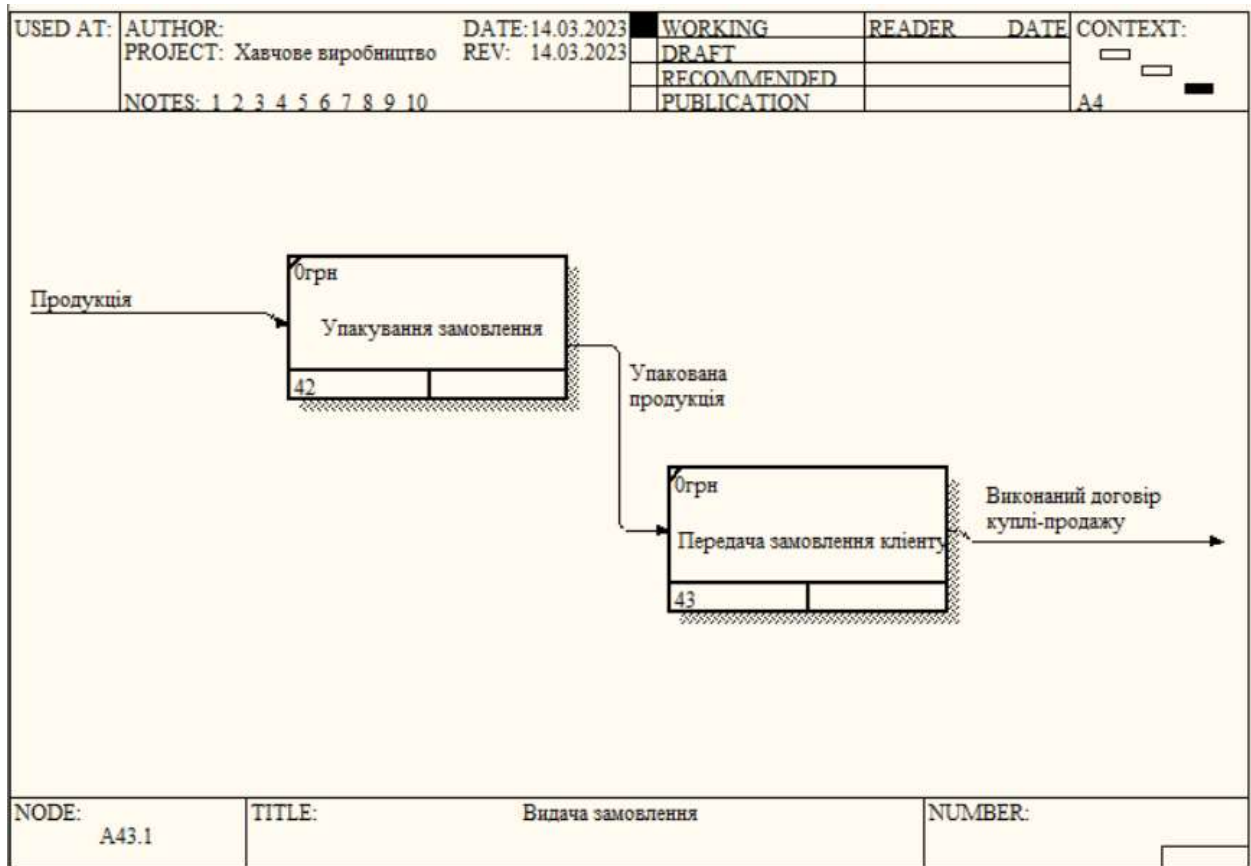 USED AT:
AUTHOR:
DATE: 14.03.2023
PROJECT: Хавчове виробництво
REV: 14.03.2023
NOTES: 1 2 3 4 5 6 7 8 9 10
WORKING
DRAFT
RECOMMENDED
PUBLICATION
READER
DATE
CONTEXT:
A4
Продукція
0грн
Упакування замовлення
42
Упакована
продукція
0грн
Передача замовлення клієнту
43
Виконаний договір
куплі-продажу
NODE:
A43.1
TITLE:
Видача замовлення
NUMBER: